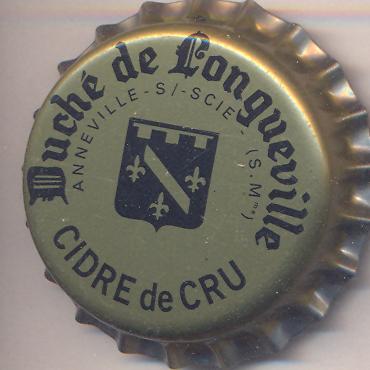 Duché de Longueville
ANNEVILLE-S/-SCIE-(S.Mme)
CIDRE de CRU